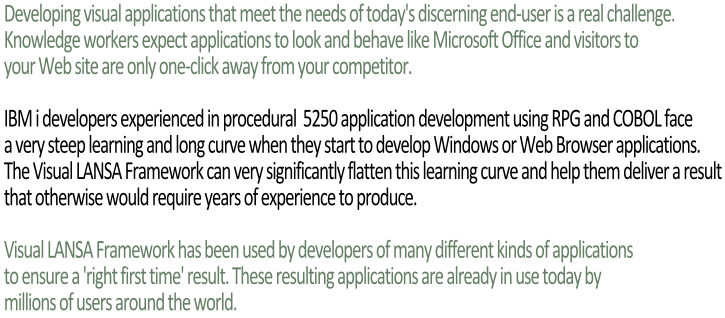 Developing visual applications that meet the needs of today's discerning end-user is a real challenge.
Knowledge workers expect applications to look and behave like Microsoft Office and visitors to
your Web site are only one-click away from your competitor.
IBM i developers experienced in procedural 5250 application development using RPG and COBOL face
a very steep learning and long curve when they start to develop Windows or Web Browser applications.
The Visual LANSA Framework can very significantly flatten this learning curve and help them deliver a result
that otherwise would require years of experience to produce.
Visual LANSA Framework has been used by developers of many different kinds of applications
to ensure a 'right first time' result. These resulting applications are already in use today by
millions of users around the world.